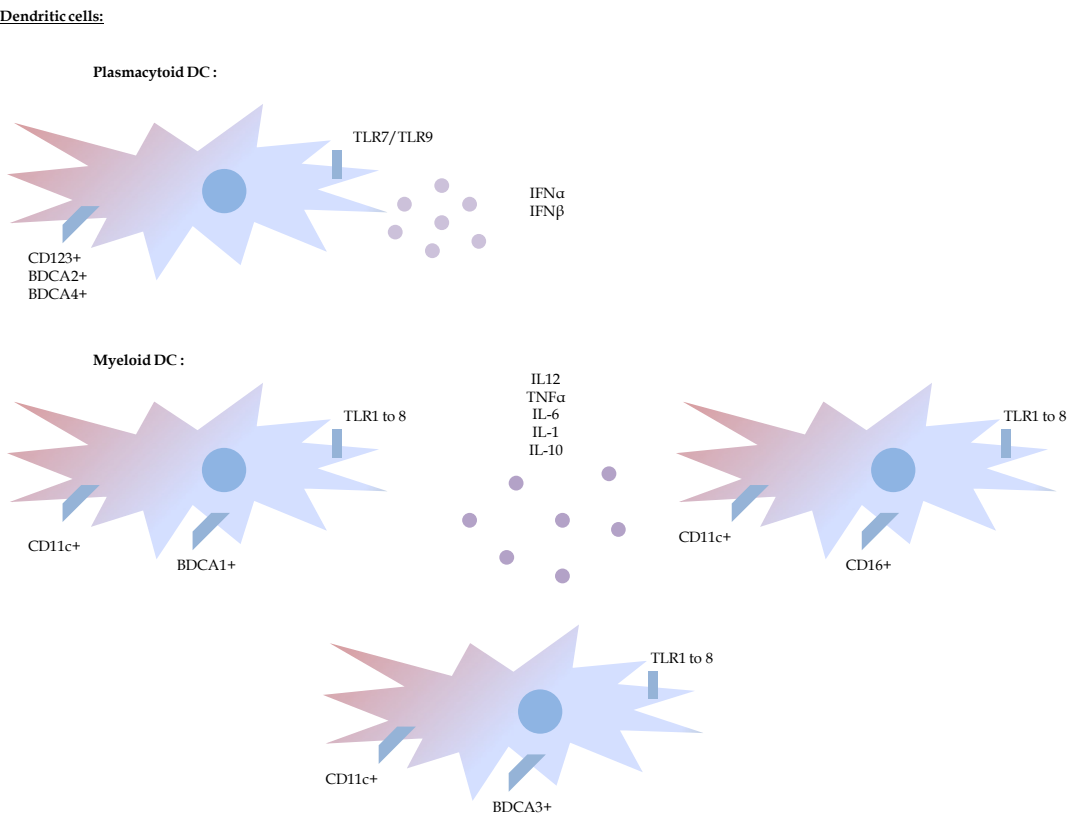 Dendritic cells:
Plasmacytoid DC :
TLR7/TLR9
IFNα
IFNβ
CD123+
BDCA2+
BDCA4+
Myeloid DC :
IL12
TNFα
IL-6
IL-1
IL-10
TLR1 to 8
CD11c+
BDCA1+
TLR1 to 8
CD11c+
CD16+
TLR1 to 8
CD11c+
BDCA3+